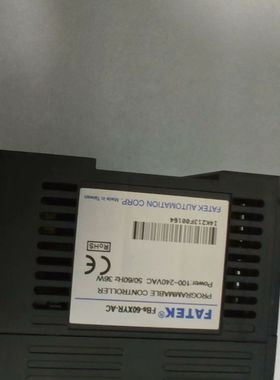 FATEK® FBs-60XYR-AC
PROGRAMMABLE CONTROLLER
Power 100-240VAC 50/60Hz 36W
CE RoHS
I4K213F00164
FATEK AUTOMATION CORP. Made in Taiwan